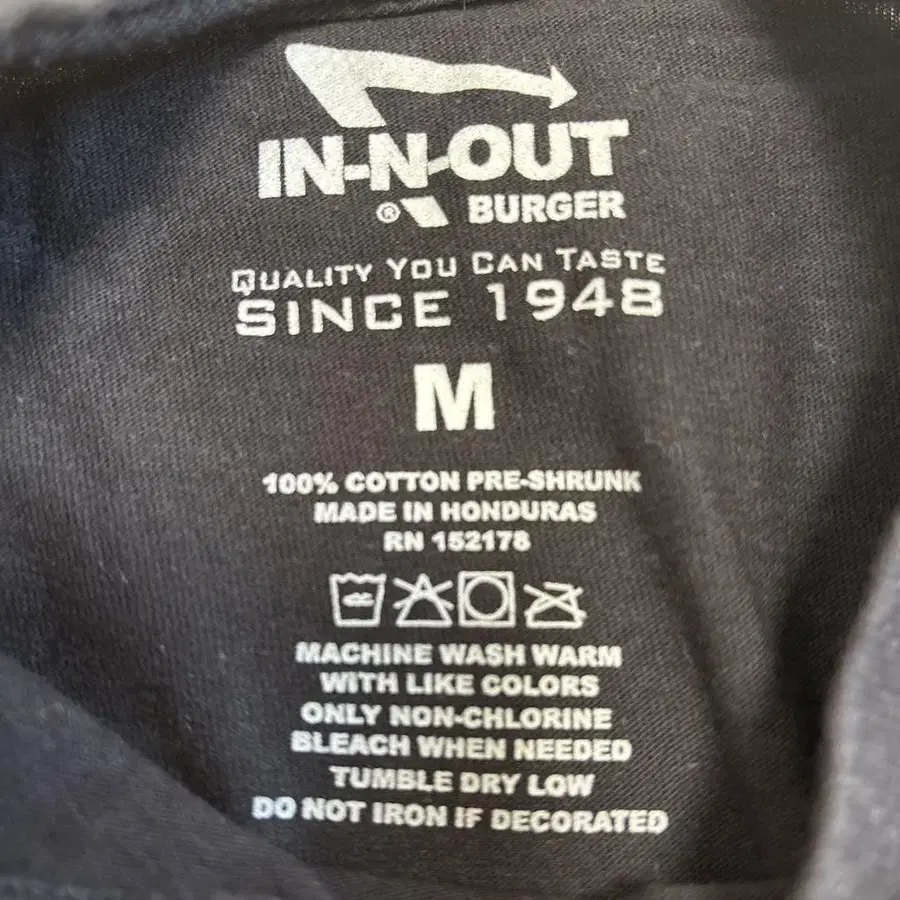 IN-N-OUT
® BURGER
QUALITY YOU CAN TASTE
SINCE 1948
M
100% COTTON PRE-SHRUNK
MADE IN HONDURAS
RN 152178
MACHINE WASH WARM
WITH LIKE COLORS
ONLY NON-CHLORINE
BLEACH WHEN NEEDED
TUMBLE DRY LOW
DO NOT IRON IF DECORATED